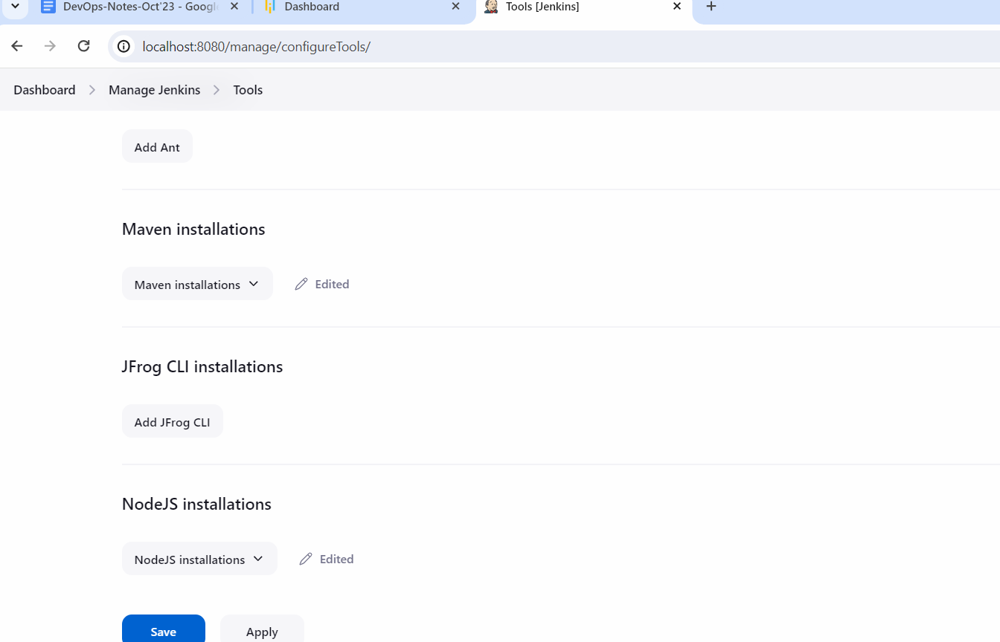 DevOps-Notes-Oct'23 - Google
Dashboard
Tools [Jenkins]
localhost:8080/manage/configureTools/
Dashboard
Manage Jenkins
Tools
Add Ant
Maven installations
Maven installations
Edited
JFrog CLI installations
Add JFrog CLI
NodeJS installations
NodeJS installations
Edited
Save
Apply